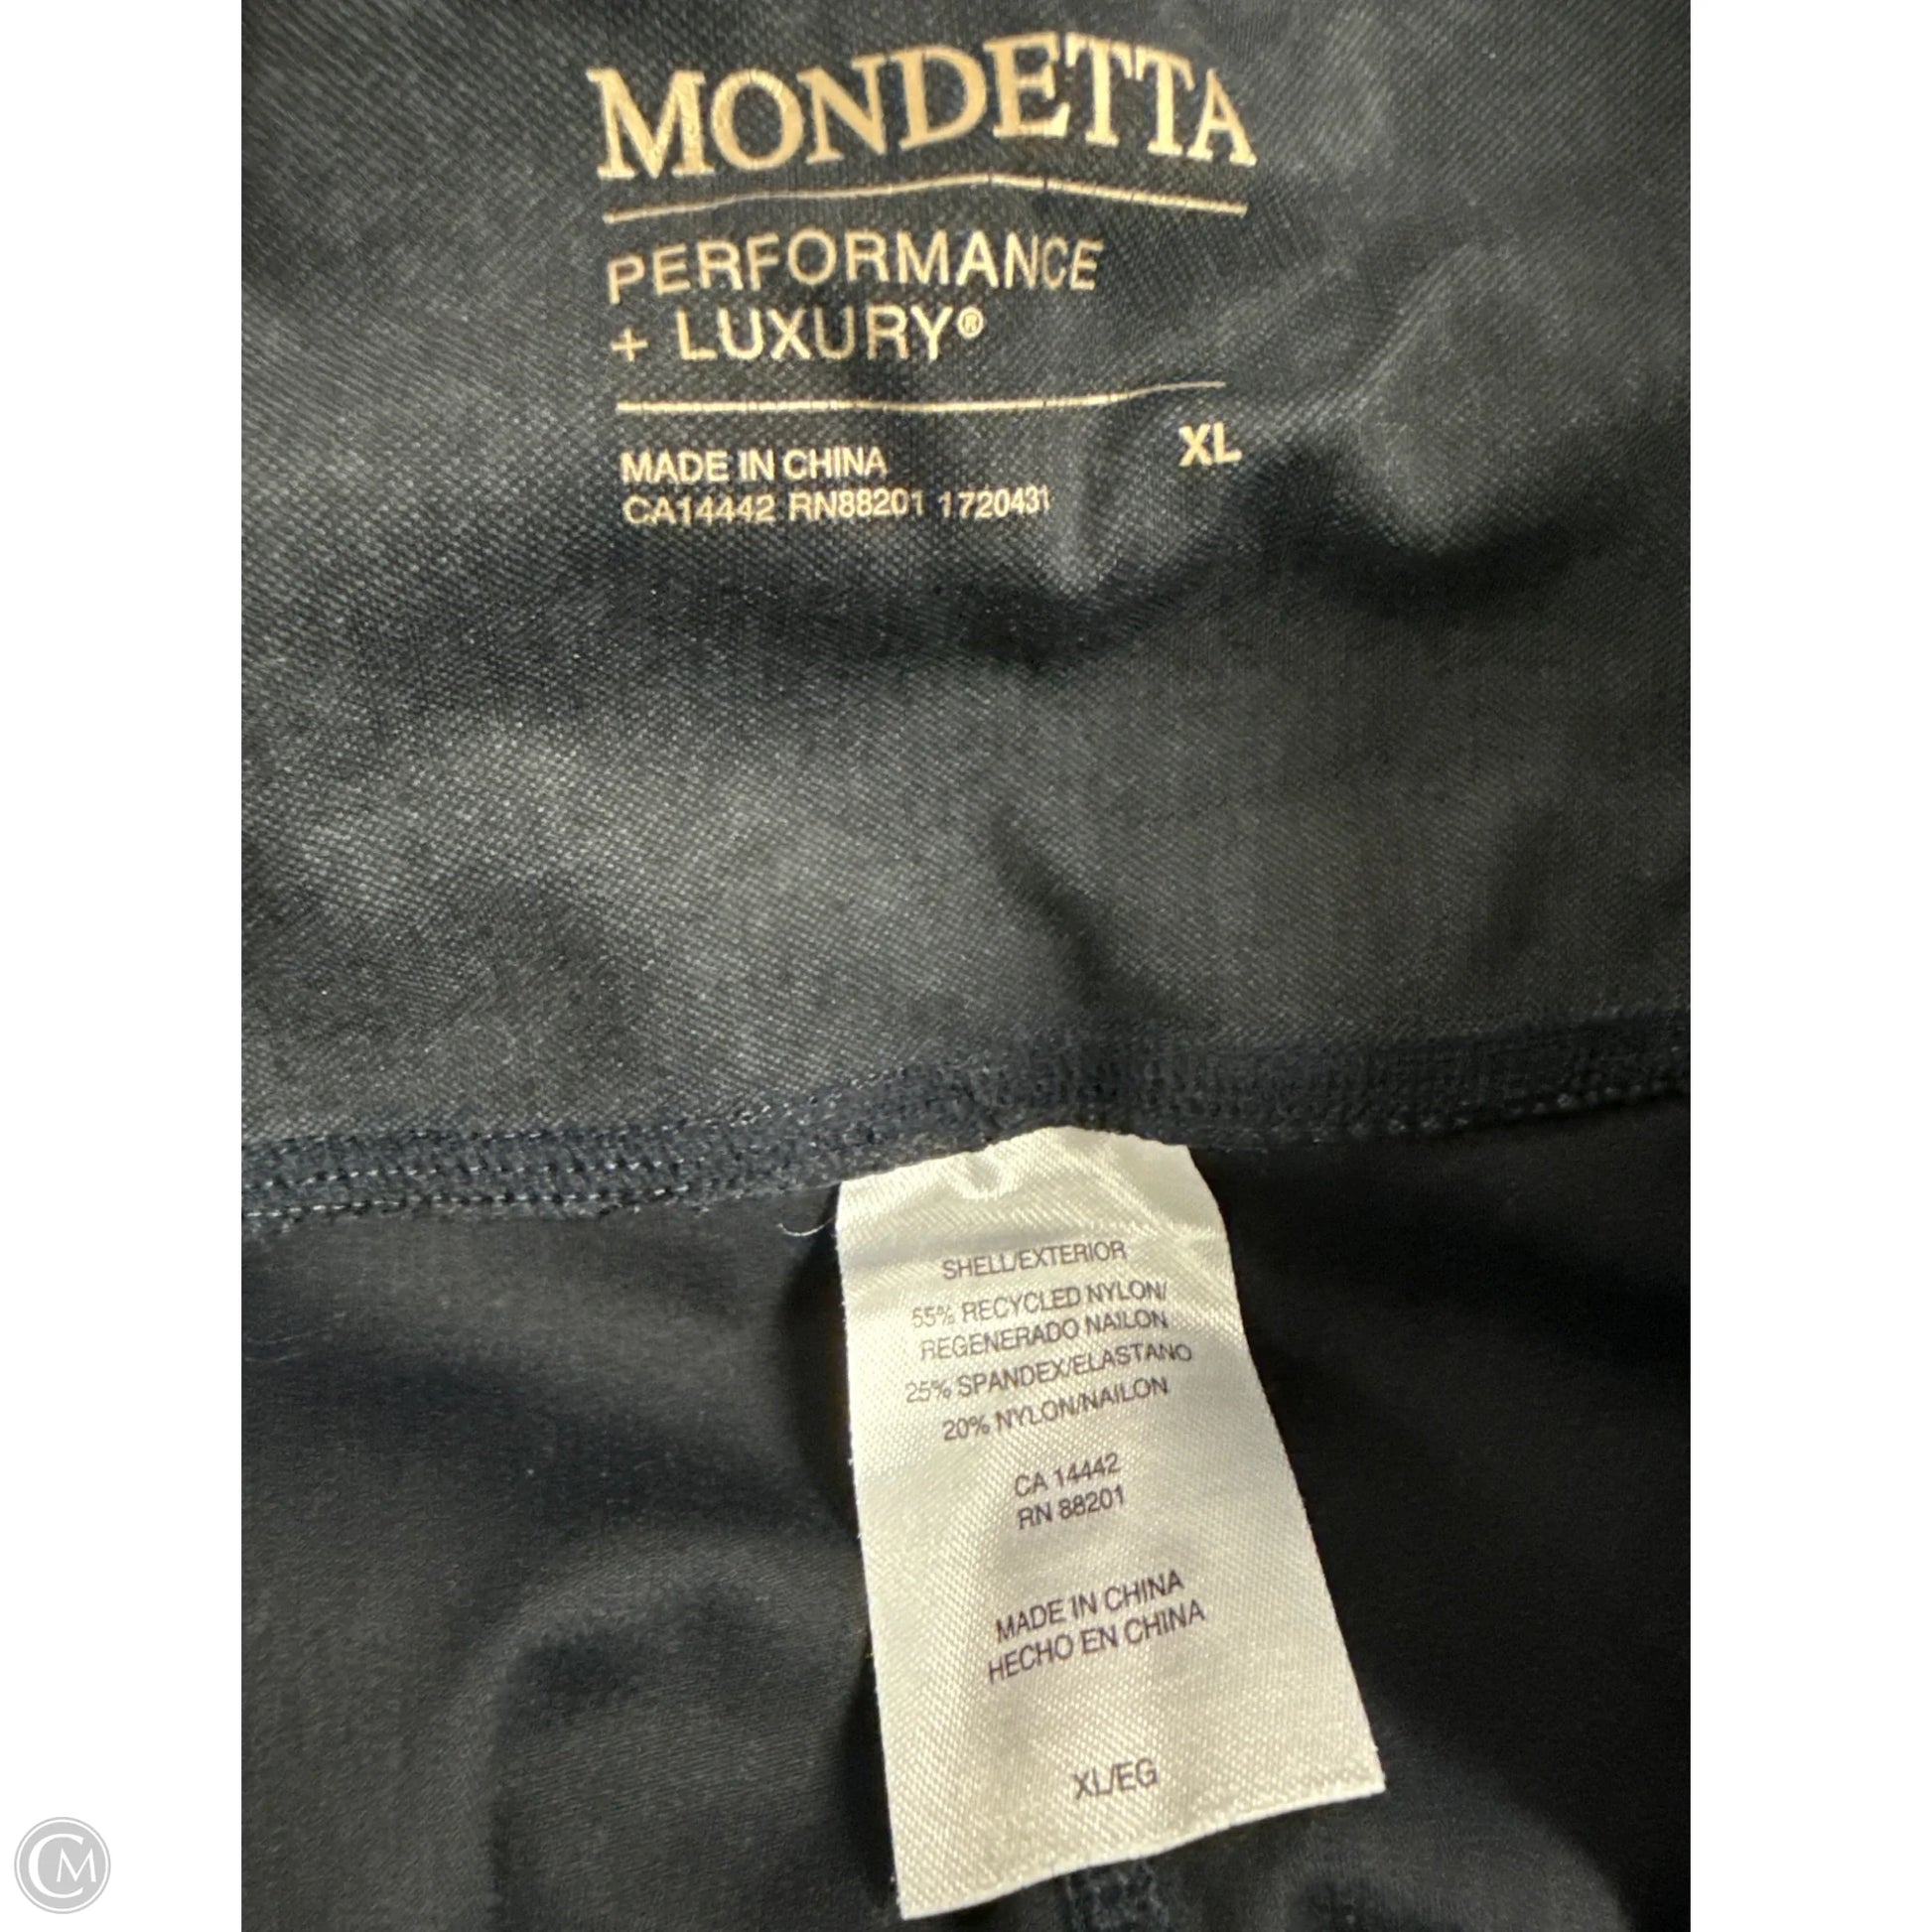 MONDETTA
PERFORMANCE
+ LUXURY®
XL
MADE IN CHINA
CA14442 RN88201 1720431
SHELL/EXTERIOR
55% RECYCLED NYLON/
REGENERADO NAILON
25% SPANDEX/ELASTANO
20% NYLON/NAILON
CA 14442
RN 88201
MADE IN CHINA
HECHO EN CHINA
XL/EG
CM